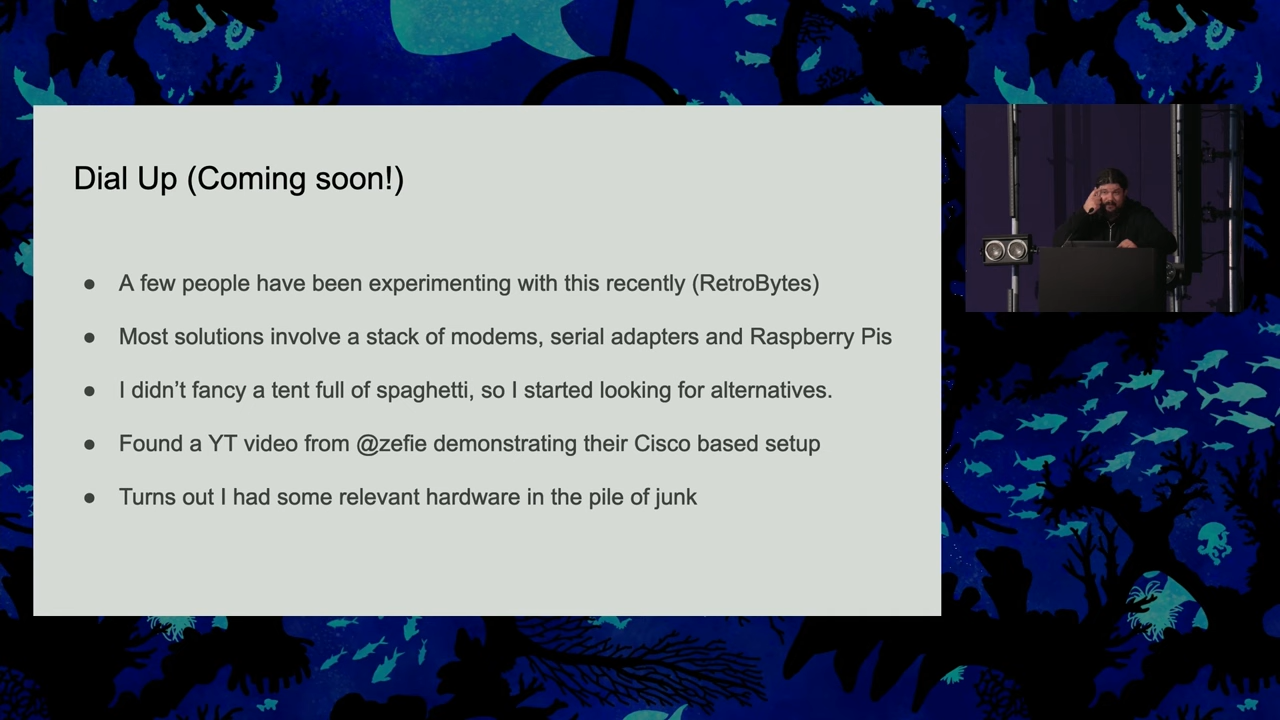 Dial Up (Coming soon!)
● A few people have been experimenting with this recently (RetroBytes)
● Most solutions involve a stack of modems, serial adapters and Raspberry Pis
● I didn’t fancy a tent full of spaghetti, so I started looking for alternatives.
● Found a YT video from @zefie demonstrating their Cisco based setup
● Turns out I had some relevant hardware in the pile of junk